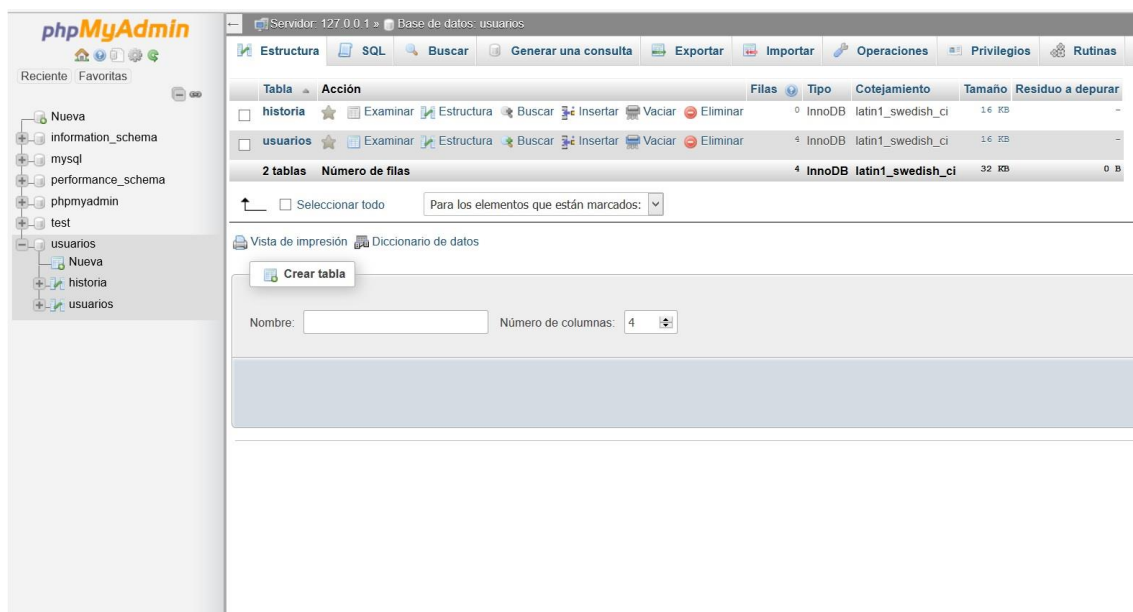 phpMyAdmin
Reciente Favoritas
Nueva
information_schema
mysql
performance_schema
phpmyadmin
test
usuarios
Nueva
historia
usuarios
Servidor: 127.0.0.1 » Base de datos: usuarios
Estructura SQL Buscar Generar una consulta Exportar Importar Operaciones Privilegios Rutinas
Tabla Acción Filas Tipo Cotejamiento Tamaño Residuo a depurar
historia Examinar Estructura Buscar Insertar Vaciar Eliminar 0 InnoDB latin1_swedish_ci 16 KB -
usuarios Examinar Estructura Buscar Insertar Vaciar Eliminar 4 InnoDB latin1_swedish_ci 16 KB -
2 tablas Número de filas 4 InnoDB latin1_swedish_ci 32 KB 0 B
Seleccionar todo Para los elementos que están marcados:
Vista de impresión Diccionario de datos
Crear tabla
Nombre: Número de columnas: 4